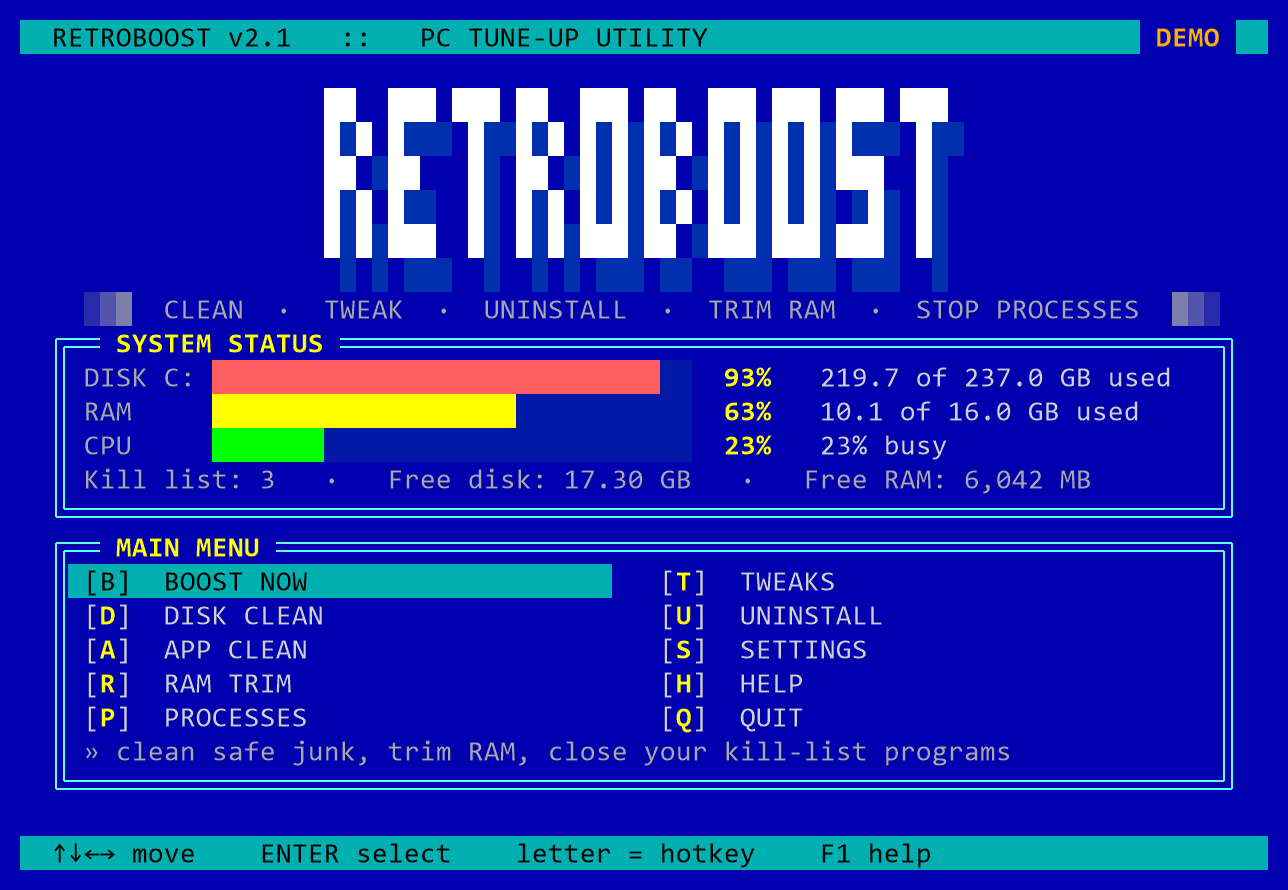 RETROBOOST v2.1 :: PC TUNE-UP UTILITY DEMO
RETROBOOST
CLEAN · TWEAK · UNINSTALL · TRIM RAM · STOP PROCESSES
SYSTEM STATUS
DISK C: 93% 219.7 of 237.0 GB used
RAM 63% 10.1 of 16.0 GB used
CPU 23% 23% busy
Kill list: 3 · Free disk: 17.30 GB · Free RAM: 6,042 MB
MAIN MENU
[B] BOOST NOW [T] TWEAKS
[D] DISK CLEAN [U] UNINSTALL
[A] APP CLEAN [S] SETTINGS
[R] RAM TRIM [H] HELP
[P] PROCESSES [Q] QUIT
» clean safe junk, trim RAM, close your kill-list programs
↑↓←→ move ENTER select letter = hotkey F1 help